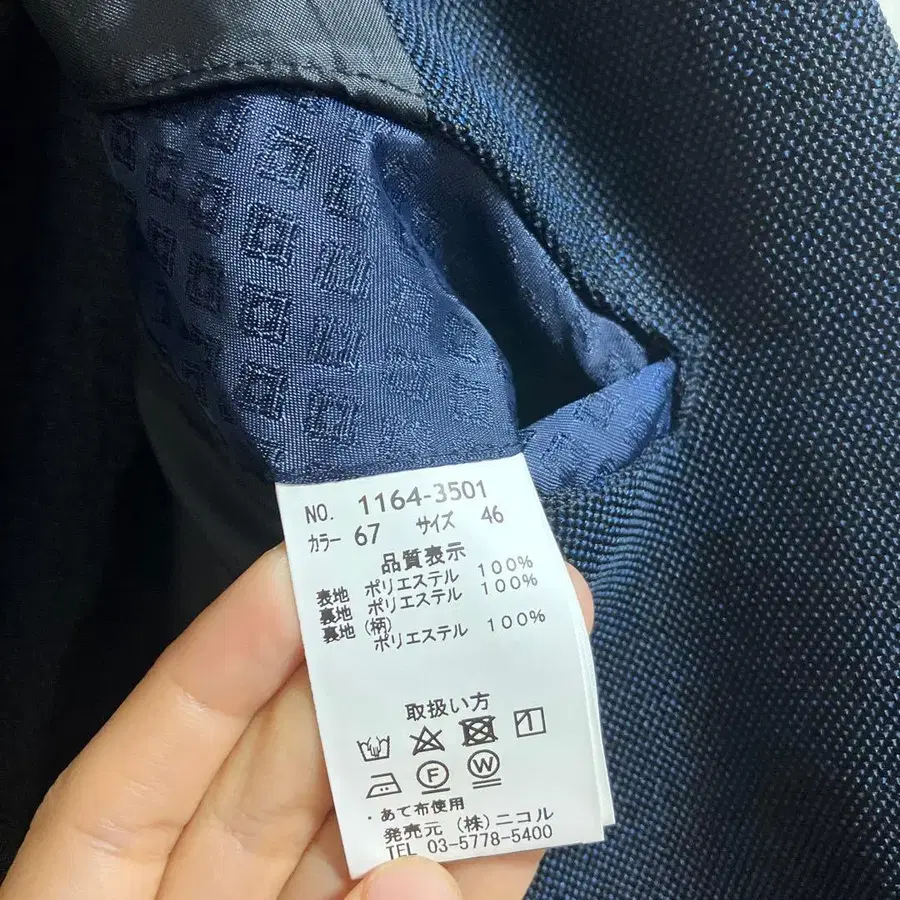 NO. 1164-3501
カラー 67 サイズ 46
品質表示
表地 ポリエステル 100%
裏地 ポリエステル 100%
裏地(柄)
ポリエステル 100%
取扱い方
F W
・あて布使用
発売元 (株)ニコル
TEL 03-5778-5400